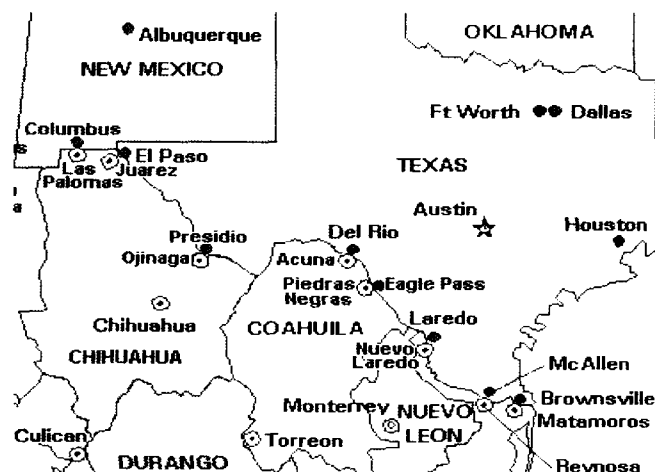 OKLAHOMA
Albuquerque
NEW MEXICO
Ft Worth
Dallas
Columbus
El Paso
Las
Palomas
Juarez
TEXAS
Austin
Houston
Presidio
Ojinaga
Del Rio
Acuna
Piedras
Negras
Eagle Pass
Chihuahua
COAHUILA
Laredo
Nuevo
Laredo
CHIHUAHUA
McAllen
Monterrey
NUEVO
LEON
Brownsville
Matamoros
Culican
Torreon
DURANGO
Reynosa